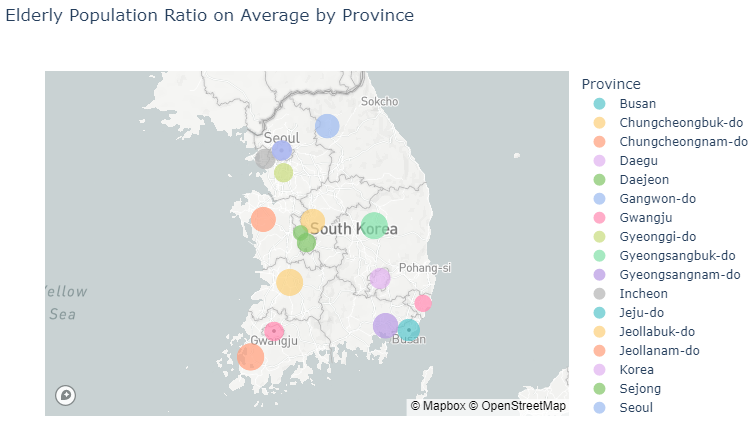 Elderly Population Ratio on Average by Province
Sokcho
Seoul
South Korea
Pohang-si
Yellow
Sea
Gwangju
Busan
© Mapbox © OpenStreetMap
Province
Busan
Chungcheongbuk-do
Chungcheongnam-do
Daegu
Daejeon
Gangwon-do
Gwangju
Gyeonggi-do
Gyeongsangbuk-do
Gyeongsangnam-do
Incheon
Jeju-do
Jeollabuk-do
Jeollanam-do
Korea
Sejong
Seoul